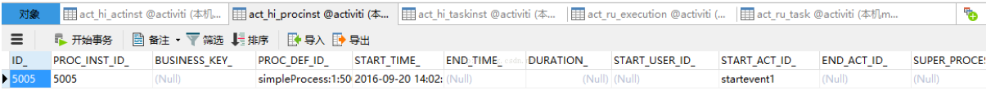 对象 act_hi_actinst @activiti (本机... act_hi_procinst @activiti (本... act_hi_taskinst @activiti (本... act_ru_execution @activiti (... act_ru_task @activiti (本机m...
开始事务 备注 筛选 排序 导入 导出
ID_ PROC_INST_ID_ BUSINESS_KEY_ PROC_DEF_ID_ START_TIME_ END_TIME_ DURATION_ START_USER_ID_ START_ACT_ID_ END_ACT_ID_ SUPER_PROCES
5005 5005 (Null) simpleProcess:1:50 2016-09-20 14:02: (Null) (Null) (Null) startevent1 (Null) (Null)